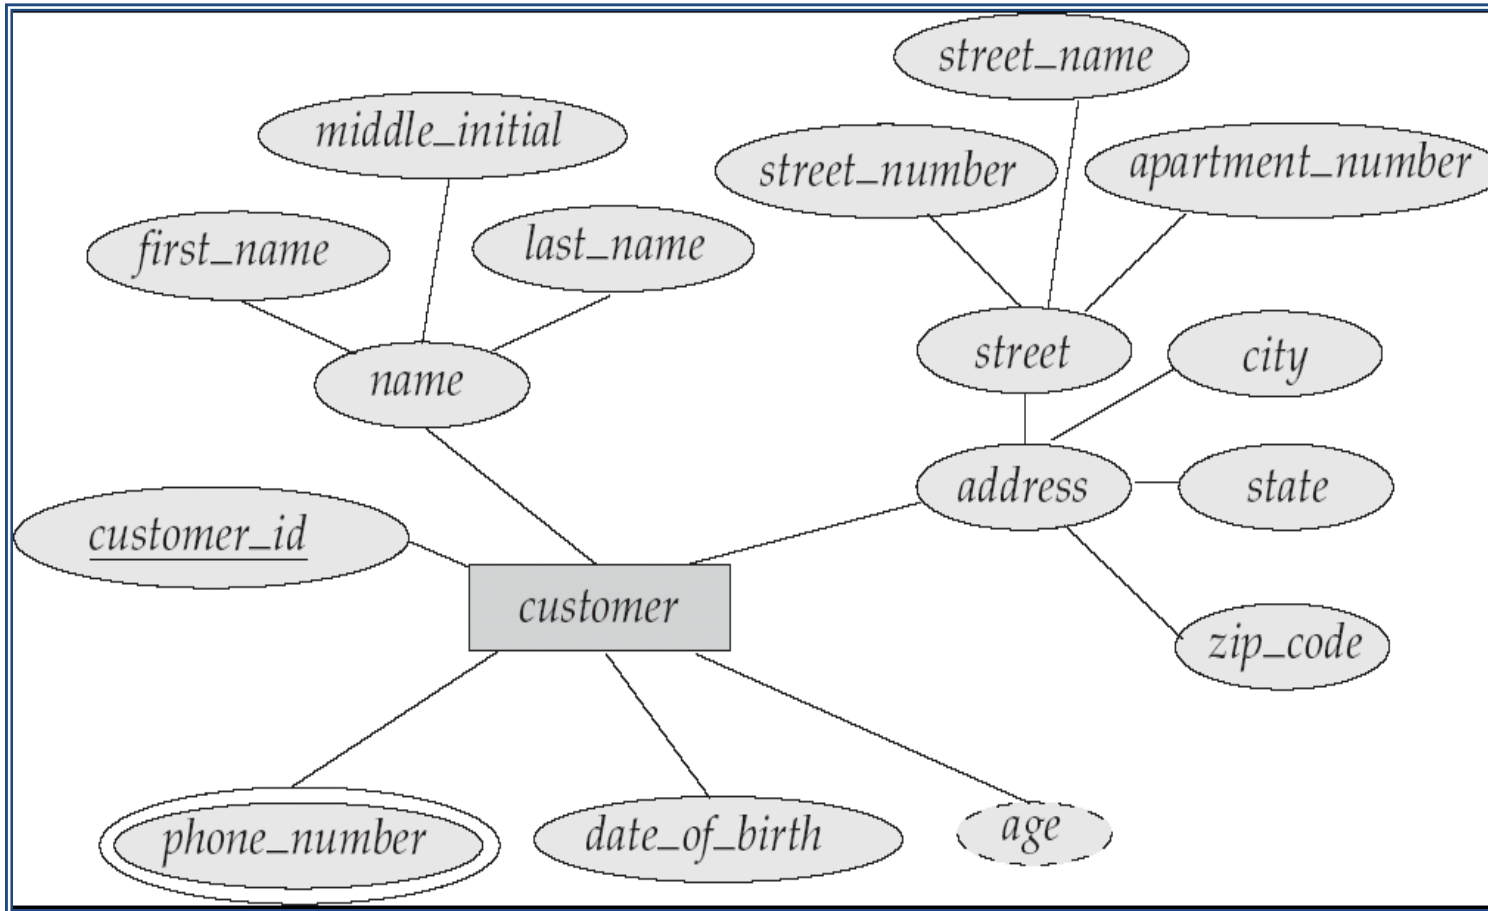 street_name
middle_initial
street_number
apartment_number
first_name
last_name
street
city
name
address
state
customer_id
customer
zip_code
phone_number
date_of_birth
age